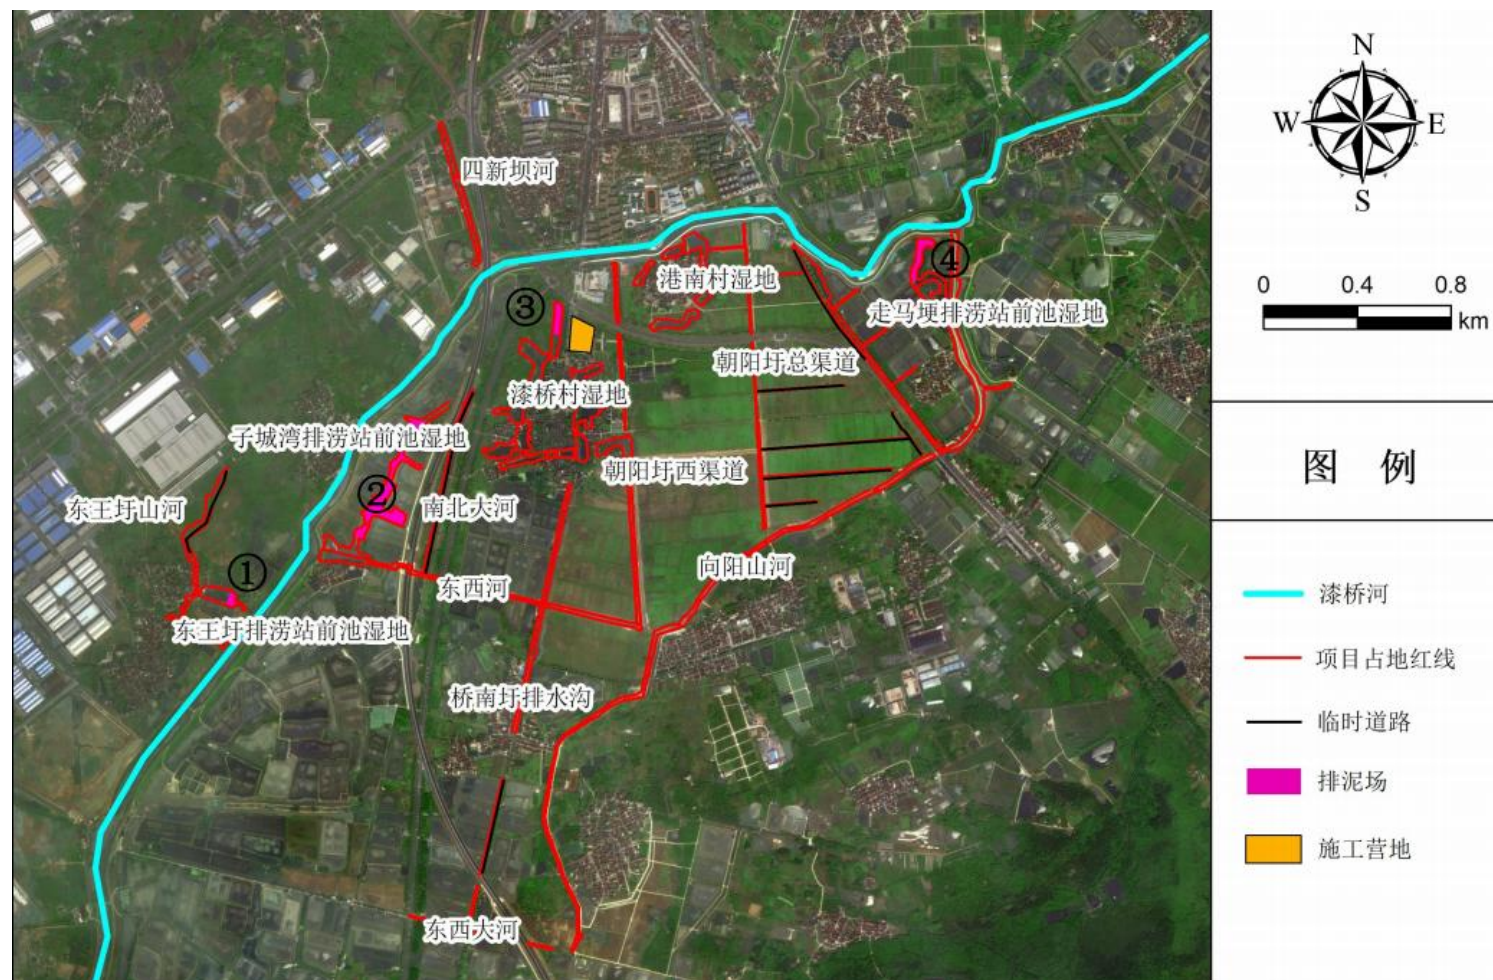 四新坝河
③
港南村湿地
④
走马埂排涝站前池湿地
朝阳圩总渠道
漆桥村湿地
子城湾排涝站前池湿地
朝阳圩西渠道
②
南北大河
东王圩山河
①
东西河
向阳山河
东王圩排涝站前池湿地
桥南圩排水沟
东西大河
N
W
E
S
0
0.4
0.8
km
图 例
漆桥河
项目占地红线
临时道路
排泥场
施工营地